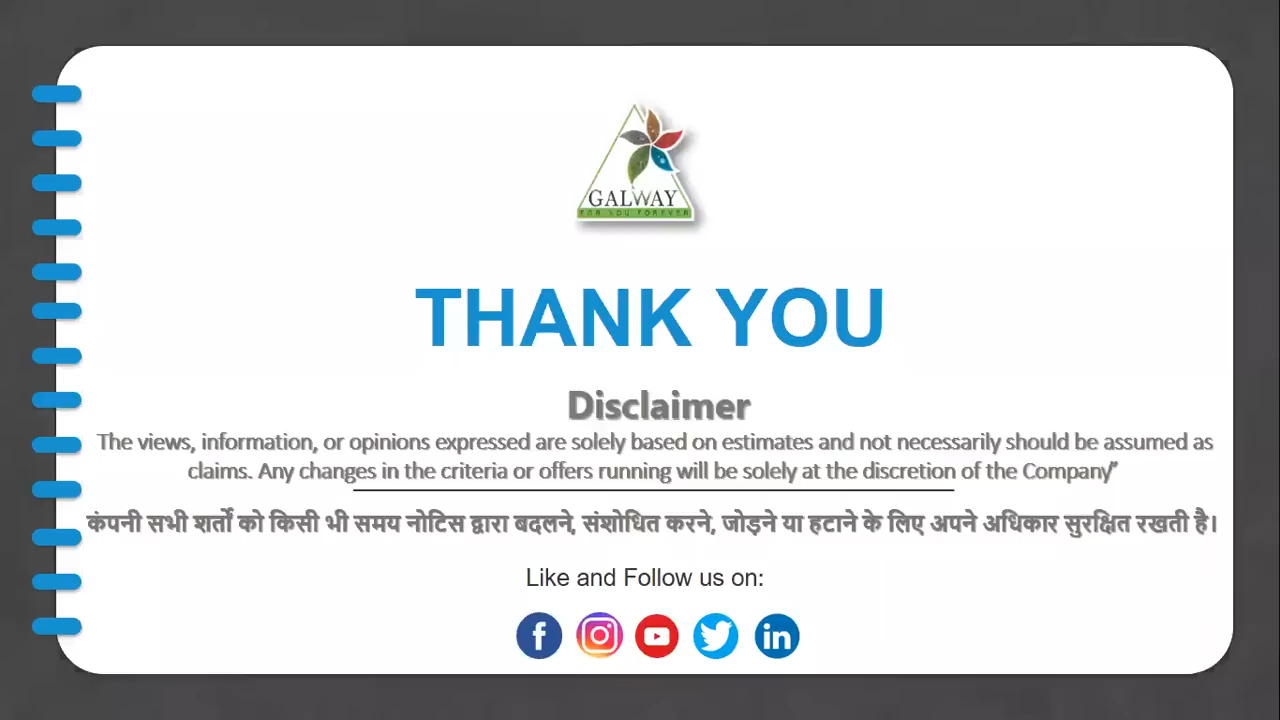 GALWAY
FOR YOU FOREVER
THANK YOU
Disclaimer
The views, information, or opinions expressed are solely based on estimates and not necessarily should be assumed as
claims. Any changes in the criteria or offers running will be solely at the discretion of the Company”
कंपनी सभी शर्तों को किसी भी समय नोटिस द्वारा बदलने, संशोधित करने, जोड़ने या हटाने के लिए अपने अधिकार सुरक्षित रखती है।
Like and Follow us on: